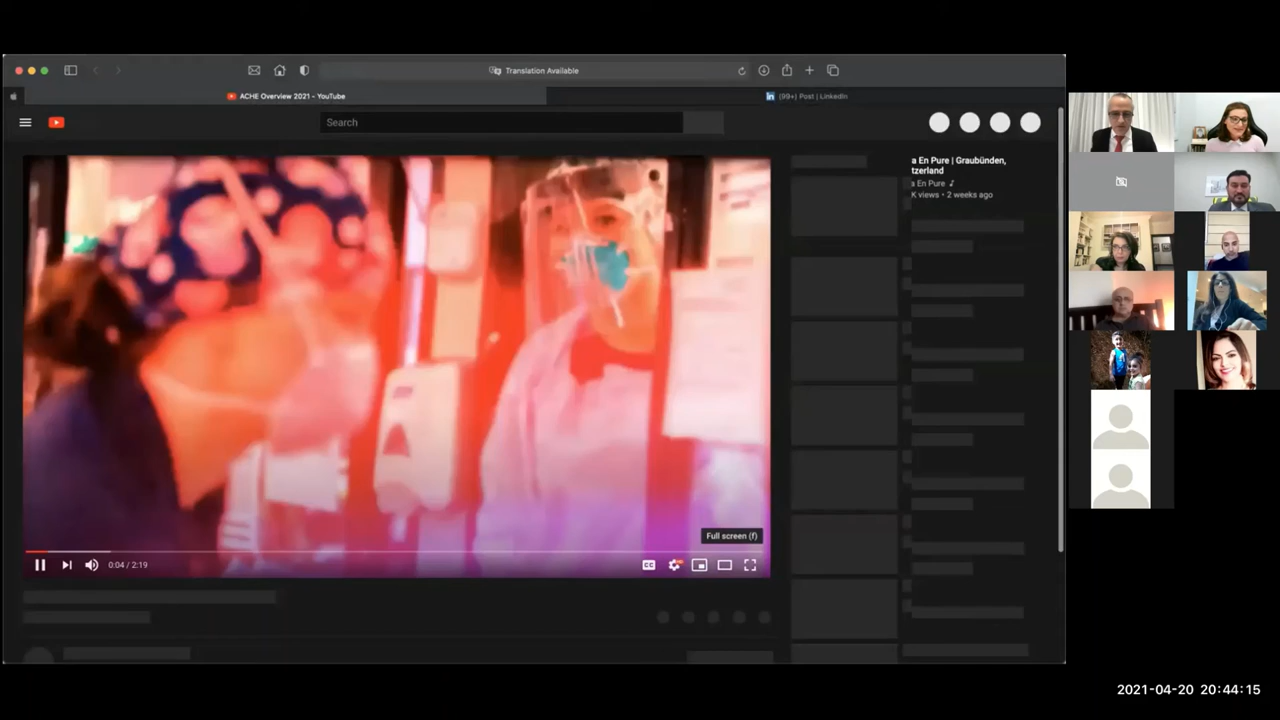 Translation Available
ACHE Overview 2021 - YouTube
(99+) Post | LinkedIn
Search
a En Pure | Graubünden,
tzerland
a En Pure
K views • 2 weeks ago
Full screen (f)
0:04 / 2:19
CC
2021-04-20 20:44:15